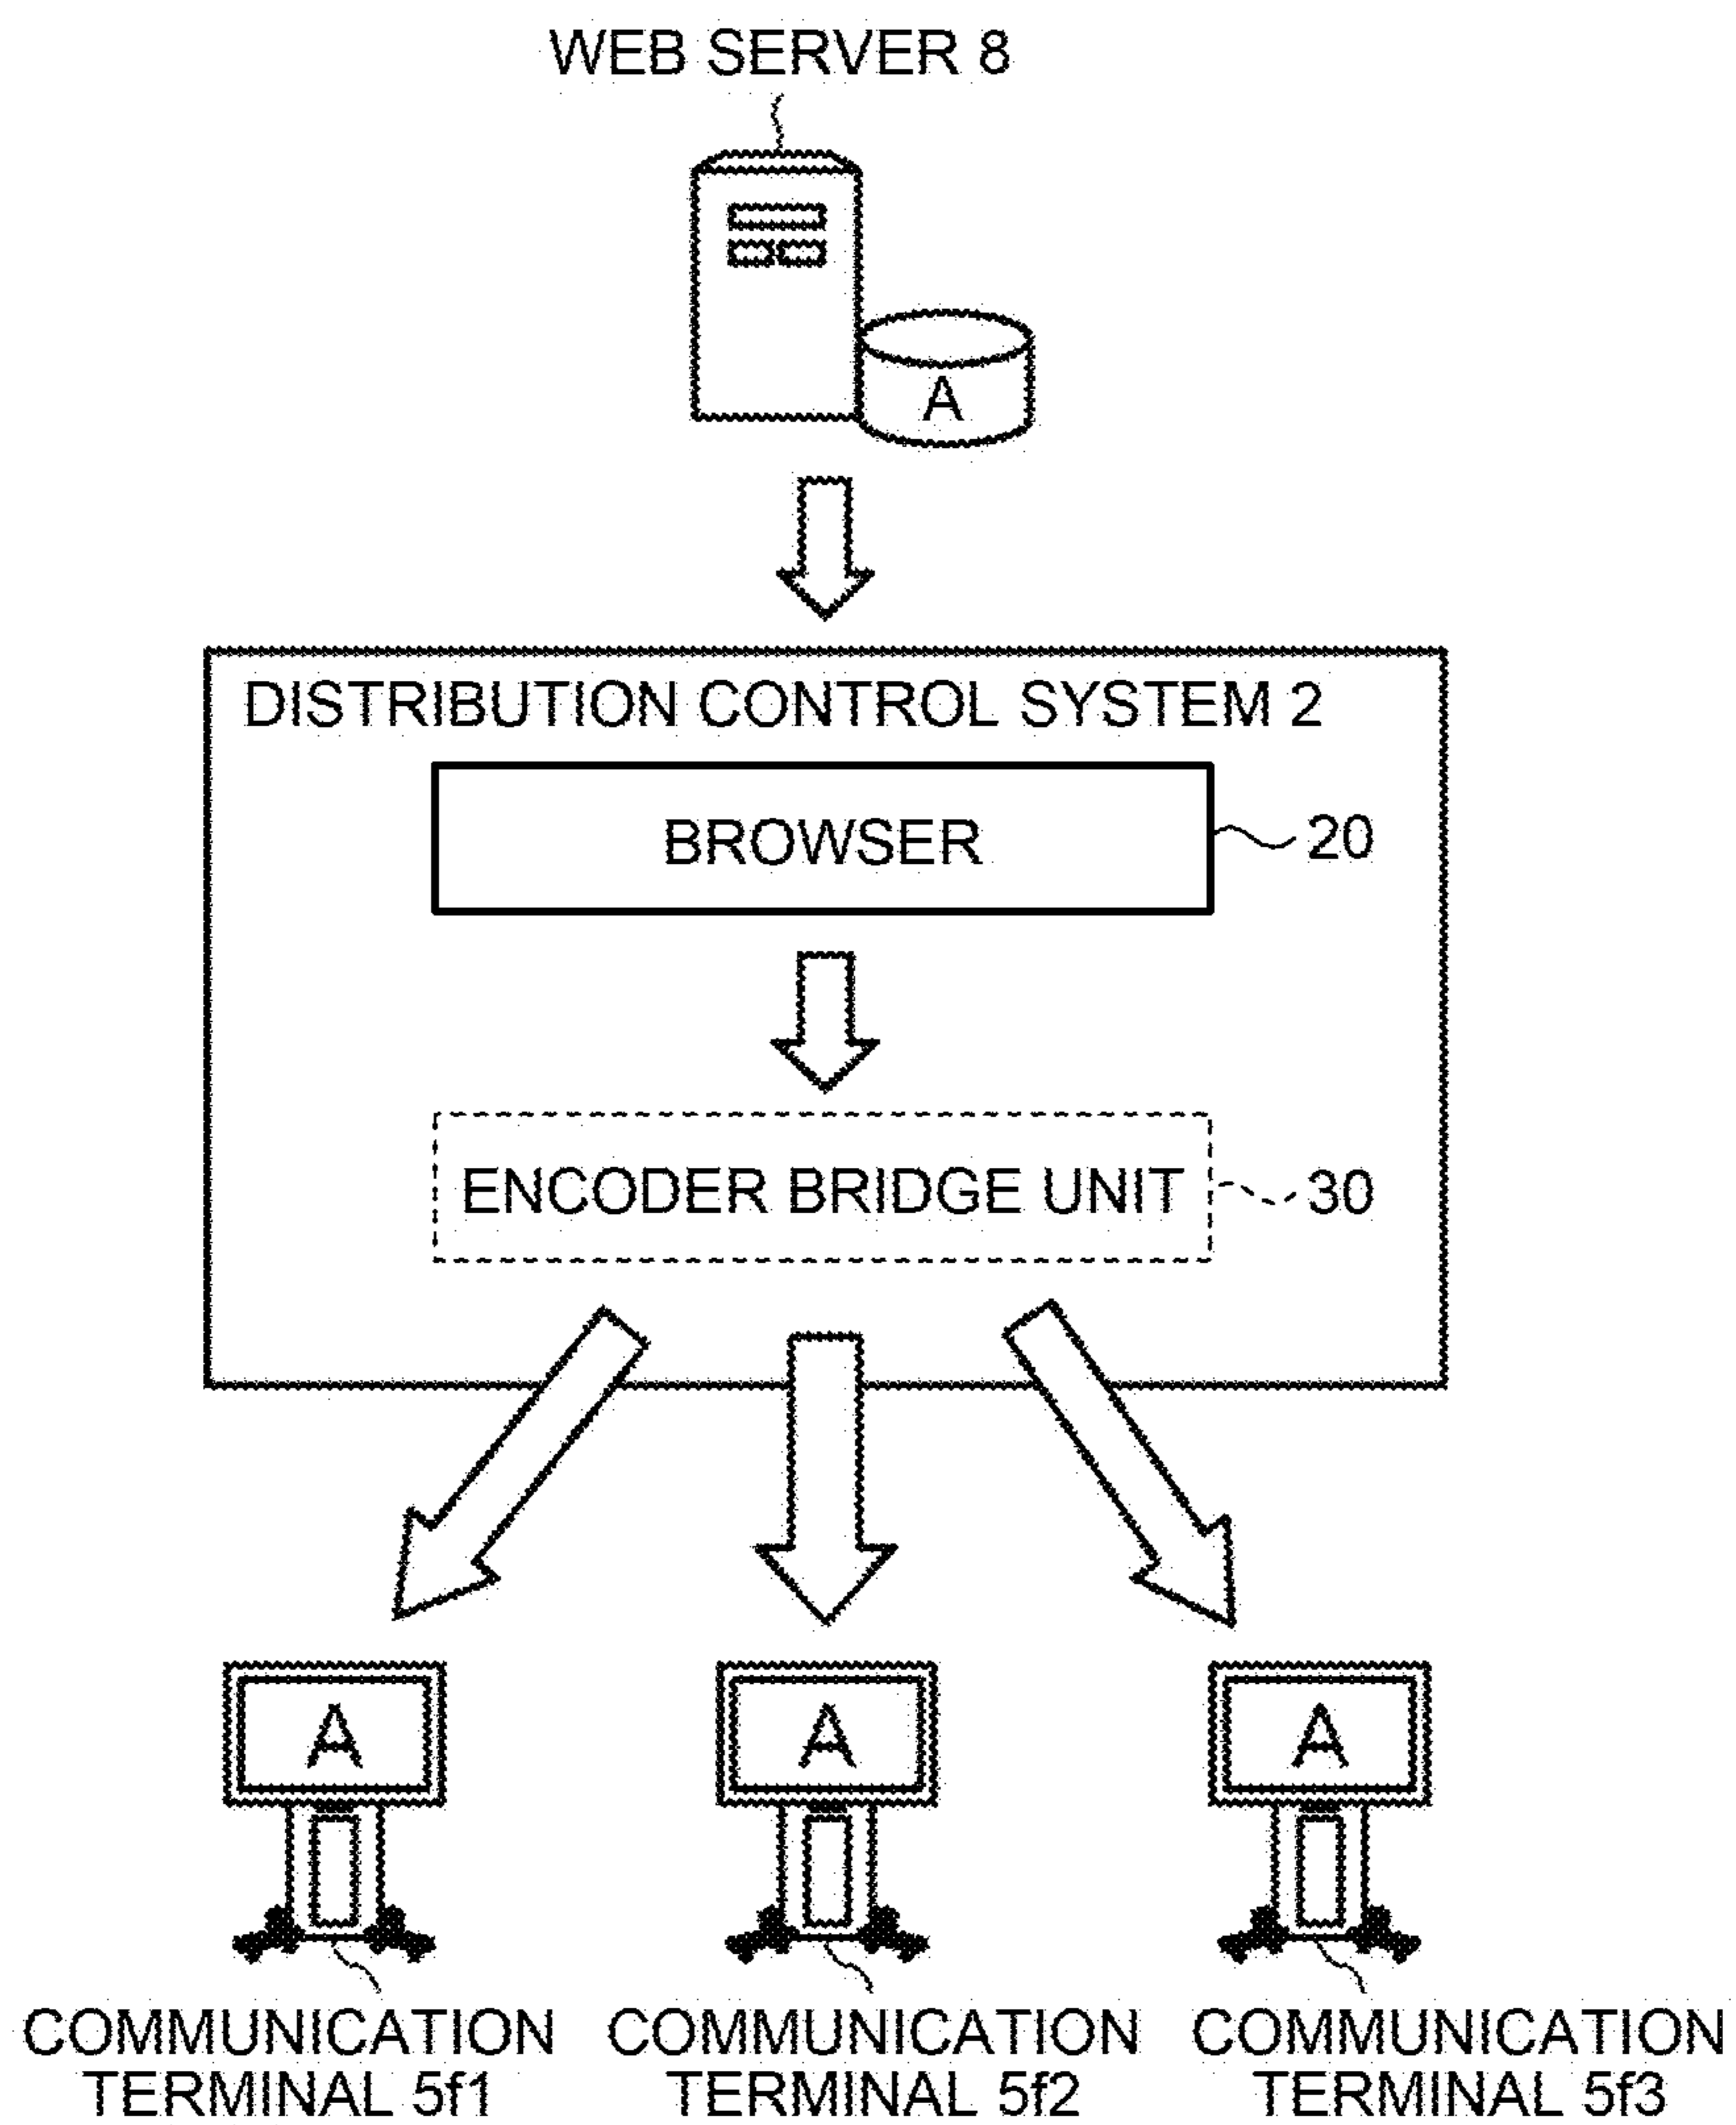 WEB SERVER 8
A
DISTRIBUTION CONTROL SYSTEM 2
BROWSER
20
ENCODER BRIDGE UNIT
30
A
A
A
COMMUNICATION
TERMINAL 5f1
COMMUNICATION
TERMINAL 5f2
COMMUNICATION
TERMINAL 5f3